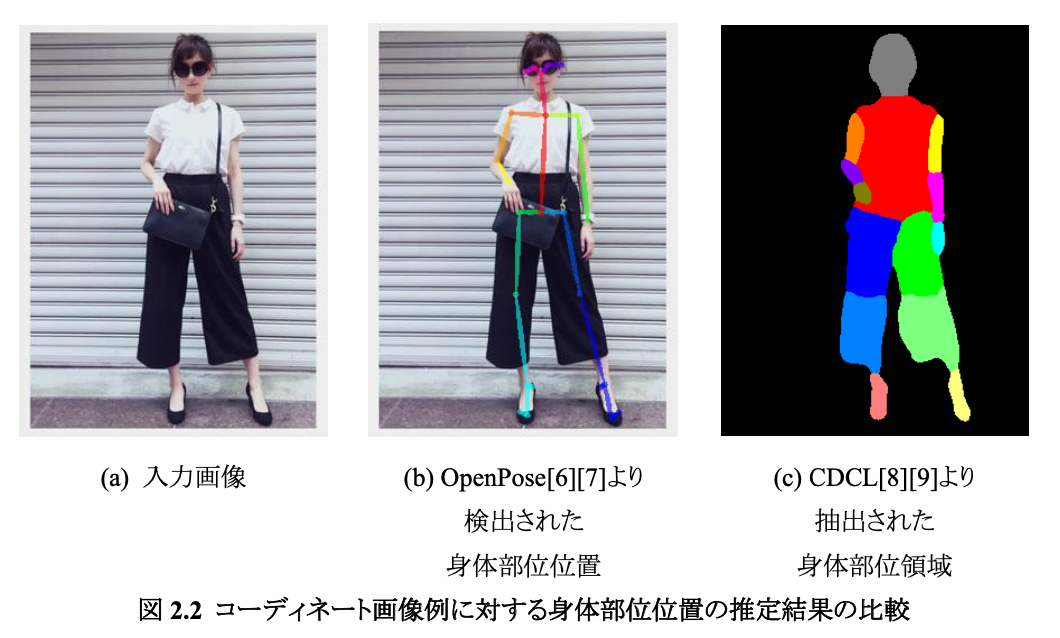 (a) 入力画像
(b) OpenPose[6][7]より
検出された
身体部位位置
(c) CDCL[8][9]より
抽出された
身体部位領域
図 2.2 コーディネート画像例に対する身体部位位置の推定結果の比較